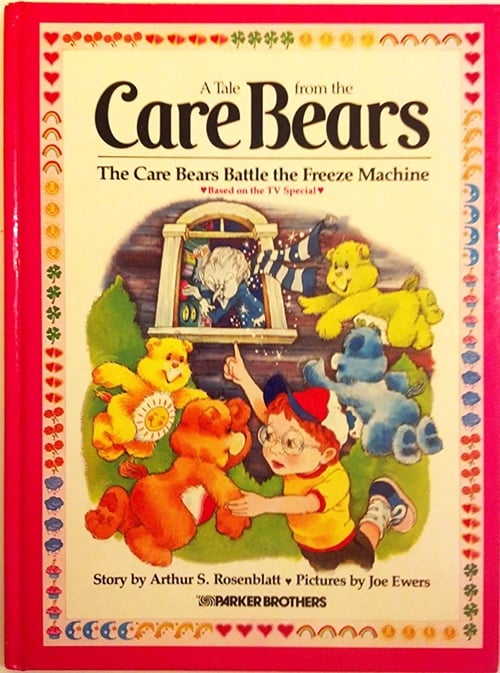 A Tale from the
Care Bears
The Care Bears Battle the Freeze Machine
♥Based on the TV Special♥
Story by Arthur S. Rosenblatt ♥ Pictures by Joe Ewers
PARKER BROTHERS